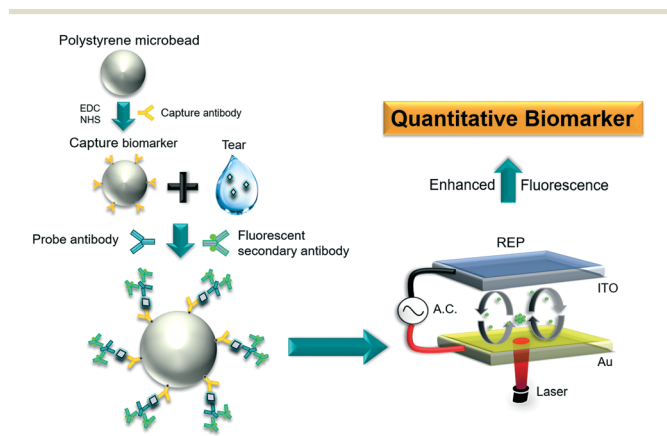 Polystyrene microbead
EDC
NHS
Capture antibody
Capture biomarker
Tear
Probe antibody
Fluorescent
secondary antibody
Quantitative Biomarker
Enhanced
Fluorescence
REP
ITO
A.C.
Au
Laser